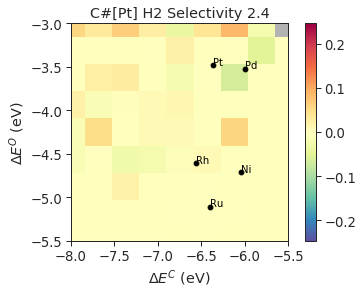 C#[Pt] H2 Selectivity 2.4
−3.0
−3.5
−4.0
−4.5
−5.0
−5.5
ΔE^O (eV)
Pt
Pd
Rh
Ni
Ru
−8.0 −7.5 −7.0 −6.5 −6.0 −5.5
ΔE^C (eV)
0.2
0.1
0.0
−0.1
−0.2